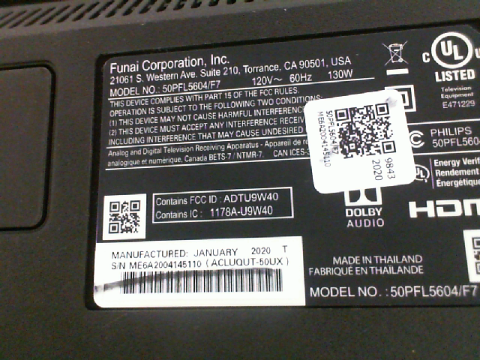 Funai Corporation, Inc.
21061 S. Western Ave. Suite 210, Torrance, CA 90501, USA
MODEL NO.: 50PFL5604/F7 120V~ 60Hz 130W
THIS DEVICE COMPLIES WITH PART 15 OF THE FCC RULES.
OPERATION IS SUBJECT TO THE FOLLOWING TWO CONDITIONS:
(1) THIS DEVICE MAY NOT CAUSE HARMFUL INTERFERENCE
(2) THIS DEVICE MUST ACCEPT ANY INTERFERENCE
INCLUDING INTERFERENCE THAT MAY CAUSE UNDESIRED
Analog and Digital Television Receiving Apparatus - Appareil de
analogique et numérique, Canada BETS-7 / NTMR-7. CAN ICES-
C UL
LISTED
Television
Equipment
E471229
PHILIPS
50PFL5604
Energy Verified
Rendement
Énergétique
9843
2020
Contains FCC ID : ADTU9W40
Contains IC : 1178A-U9W40
DOLBY
AUDIO
HDMI
MANUFACTURED: JANUARY 2020 T
S/N ME6A2004145110 (ACLUQUT-50UX)
MADE IN THAILAND
FABRIQUÉ EN THAILANDE
MODEL NO.: 50PFL5604/F7